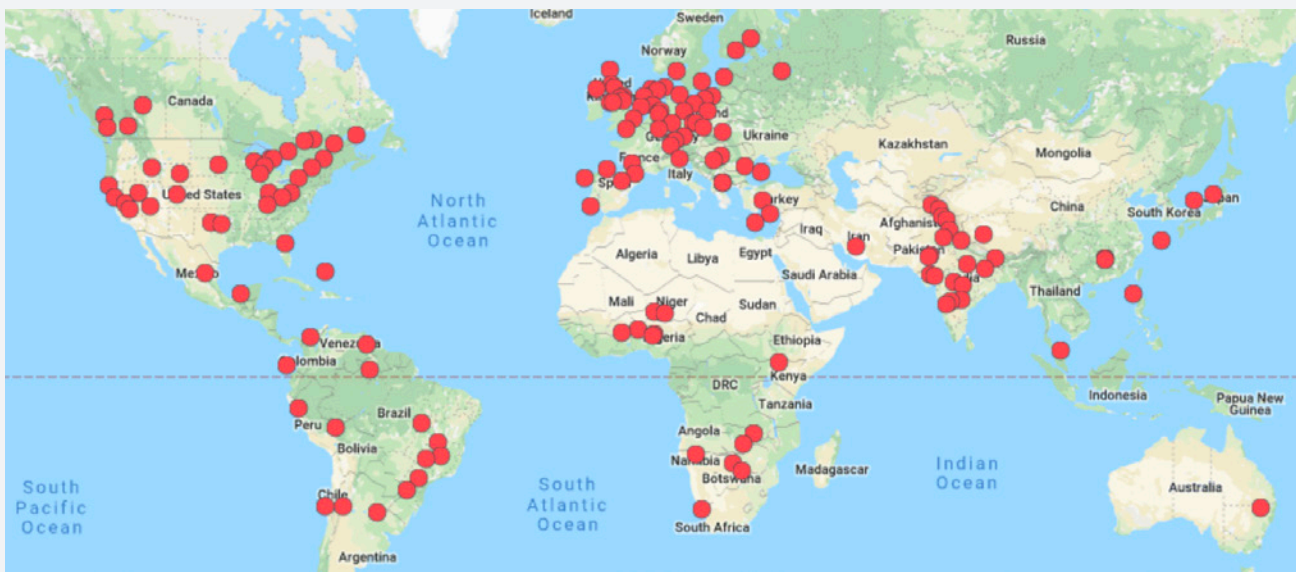 Iceland
Sweden
Norway
Russia
Canada
United
Ukraine
Kazakhstan
Mongolia
France
Italy
United States
North
Atlantic
Ocean
China
South Korea
Afghanistan
Iraq
Iran
Pakistan
Algeria
Libya
Egypt
Saudi Arabia
Mexico
Mali
Niger
Chad
Sudan
Thailand
Nigeria
Ethiopia
Venezuela
Colombia
DRC
Kenya
Tanzania
Indonesia
Papua New
Guinea
Brazil
Peru
Bolivia
Angola
Namibia
Botswana
Madagascar
Indian
Ocean
South
Pacific
Ocean
Chile
South
Atlantic
Ocean
Australia
South Africa
Argentina